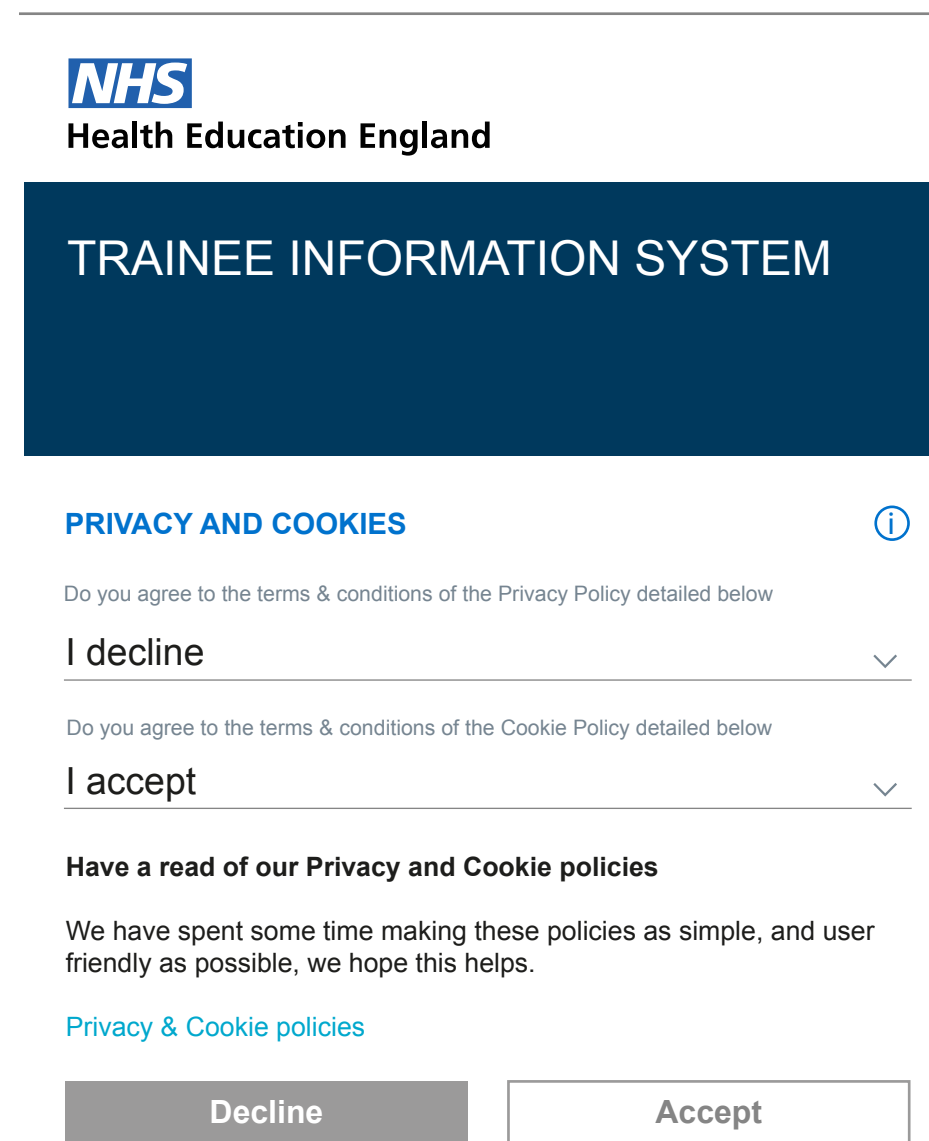 NHS
Health Education England
TRAINEE INFORMATION SYSTEM
PRIVACY AND COOKIES
Do you agree to the terms & conditions of the Privacy Policy detailed below
I decline
Do you agree to the terms & conditions of the Cookie Policy detailed below
I accept
Have a read of our Privacy and Cookie policies
We have spent some time making these policies as simple, and user
friendly as possible, we hope this helps.
Privacy & Cookie policies
Decline
Accept